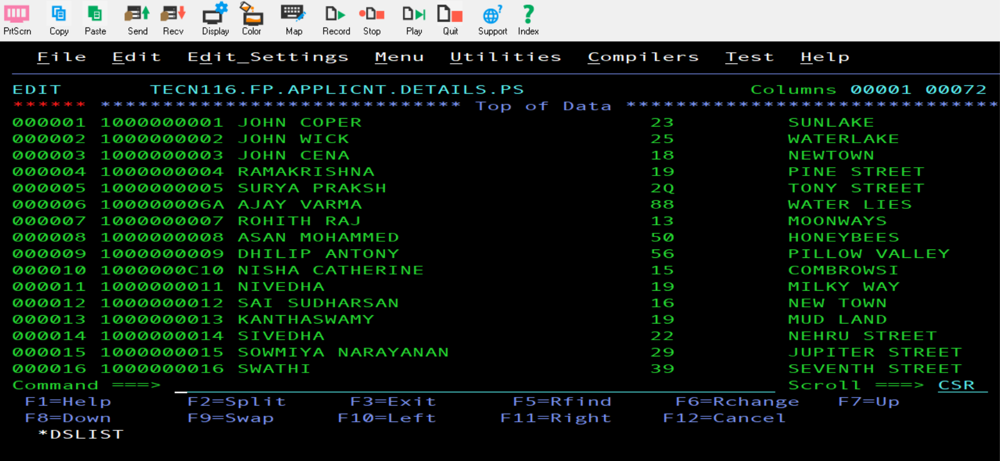 PrtScrn Copy Paste Send Recv Display Color Map Record Stop Play Quit Support Index
File Edit Edit_Settings Menu Utilities Compilers Test Help
EDIT TECN116.FP.APPLICNT.DETAILS.PS Columns 00001 00072
****** ***************************** Top of Data ******************************
000001 1000000001 JOHN COPER 23 SUNLAKE
000002 1000000002 JOHN WICK 25 WATERLAKE
000003 1000000003 JOHN CENA 18 NEWTOWN
000004 1000000004 RAMAKRISHNA 19 PINE STREET
000005 1000000005 SURYA PRAKSH 2Q TONY STREET
000006 100000006A AJAY VARMA 88 WATER LIES
000007 1000000007 ROHITH RAJ 13 MOONWAYS
000008 1000000008 ASAN MOHAMMED 50 HONEYBEES
000009 1000000009 DHILIP ANTONY 56 PILLOW VALLEY
000010 1000000C10 NISHA CATHERINE 15 COMBROWSI
000011 1000000011 NIVEDHA 19 MILKY WAY
000012 1000000012 SAI SUDHARSAN 16 NEW TOWN
000013 1000000013 KANTHASWAMY 19 MUD LAND
000014 1000000014 SIVEDHA 22 NEHRU STREET
000015 1000000015 SOWMIYA NARAYANAN 29 JUPITER STREET
000016 1000000016 SWATHI 39 SEVENTH STREET
Command ===> Scroll ===> CSR
F1=Help F2=Split F3=Exit F5=Rfind F6=Rchange F7=Up
F8=Down F9=Swap F10=Left F11=Right F12=Cancel
*DSLIST